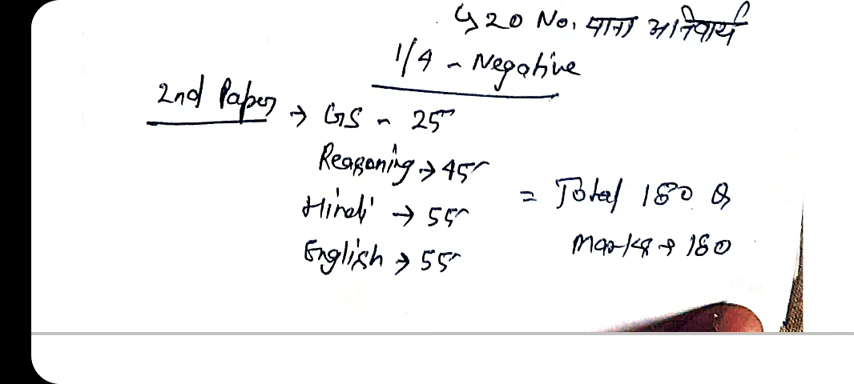 ↳ 20 No. पाना अनिवार्य
1/4 - Negative
2nd Paper → GS - 25
Reasoning → 45
Hindi → 55
English → 55
= Total 180 Q
Marks → 180